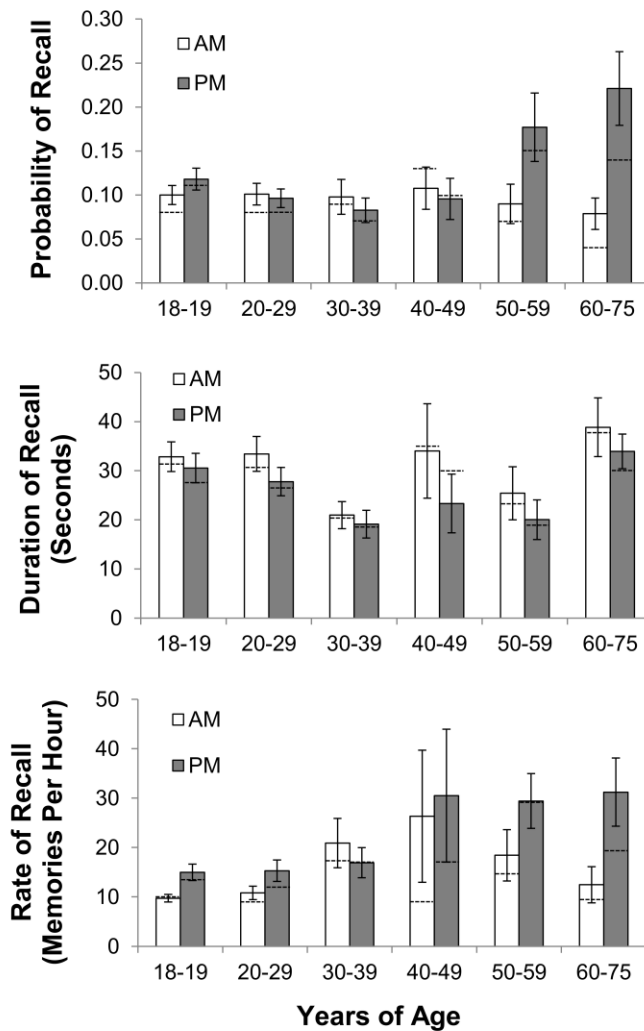 Probability of Recall
0.30
0.25
0.20
0.15
0.10
0.05
0.00
AM
PM
18-19 20-29 30-39 40-49 50-59 60-75
Duration of Recall
(Seconds)
50
40
30
20
10
0
AM
PM
18-19 20-29 30-39 40-49 50-59 60-75
Rate of Recall
(Memories Per Hour)
50
40
30
20
10
0
AM
PM
18-19 20-29 30-39 40-49 50-59 60-75
Years of Age